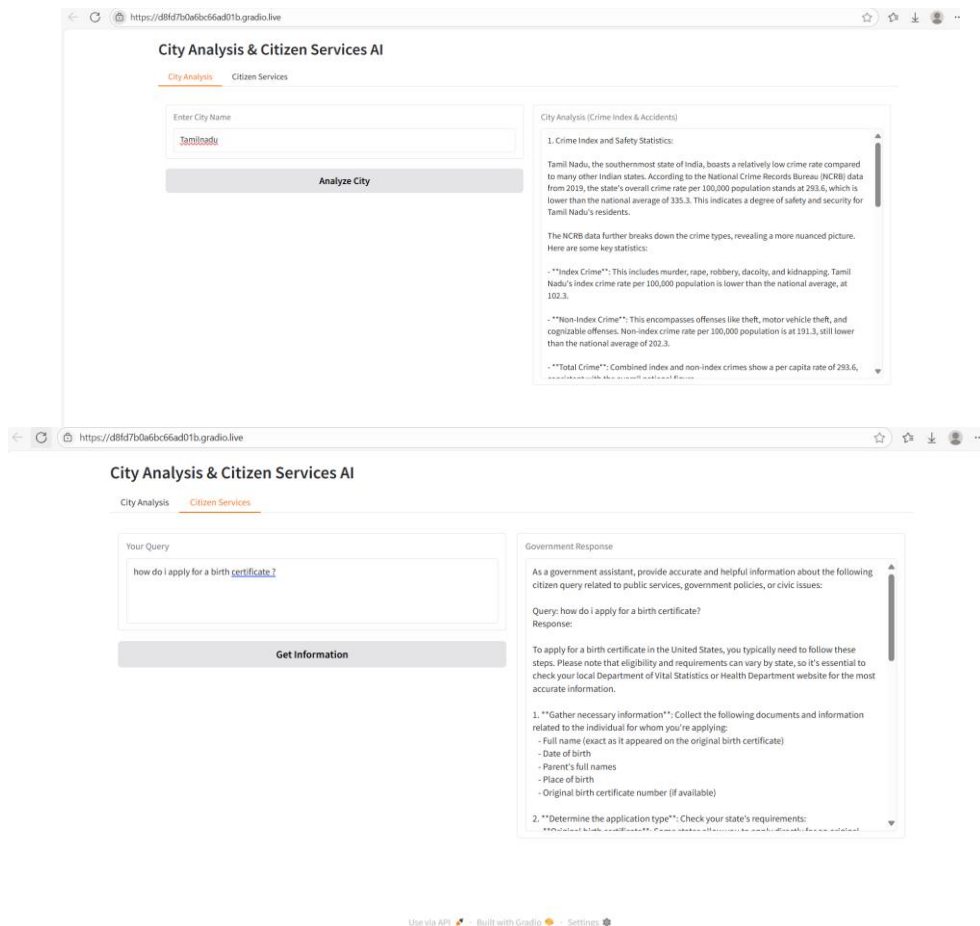 https://d8fd7b0a6bc66ad01b.gradio.live
City Analysis & Citizen Services AI
City Analysis
Citizen Services
Enter City Name
Tamilnadu
Analyze City
City Analysis (Crime Index & Accidents)
1. Crime Index and Safety Statistics:
Tamil Nadu, the southernmost state of India, boasts a relatively low crime rate compared
to many other Indian states. According to the National Crime Records Bureau (NCRB) data
from 2019, the state's overall crime rate per 100,000 population stands at 293.6, which is
lower than the national average of 335.3. This indicates a degree of safety and security for
Tamil Nadu's residents.
The NCRB data further breaks down the crime types, revealing a more nuanced picture.
Here are some key statistics:
- **Index Crime**: This includes murder, rape, robbery, dacoity, and kidnapping. Tamil
Nadu's index crime rate per 100,000 population is lower than the national average, at
102.3.
- **Non-Index Crime**: This encompasses offenses like theft, motor vehicle theft, and
cognizable offenses. Non-index crime rate per 100,000 population is at 191.3, still lower
than the national average of 202.3.
- **Total Crime**: Combined index and non-index crimes show a per capita rate of 293.6,
https://d8fd7b0a6bc66ad01b.gradio.live
City Analysis & Citizen Services AI
City Analysis
Citizen Services
Your Query
how do i apply for a birth certificate ?
Get Information
Government Response
As a government assistant, provide accurate and helpful information about the following
citizen query related to public services, government policies, or civic issues:
Query: how do i apply for a birth certificate?
Response:
To apply for a birth certificate in the United States, you typically need to follow these
steps. Please note that eligibility and requirements can vary by state, so it's essential to
check your local Department of Vital Statistics or Health Department website for the most
accurate information.
1. **Gather necessary information**: Collect the following documents and information
related to the individual for whom you're applying:
- Full name (exact as it appeared on the original birth certificate)
- Date of birth
- Parent's full names
- Place of birth
- Original birth certificate number (if available)
2. **Determine the application type**: Check your state's requirements:
Use via API · Built with Gradio · Settings